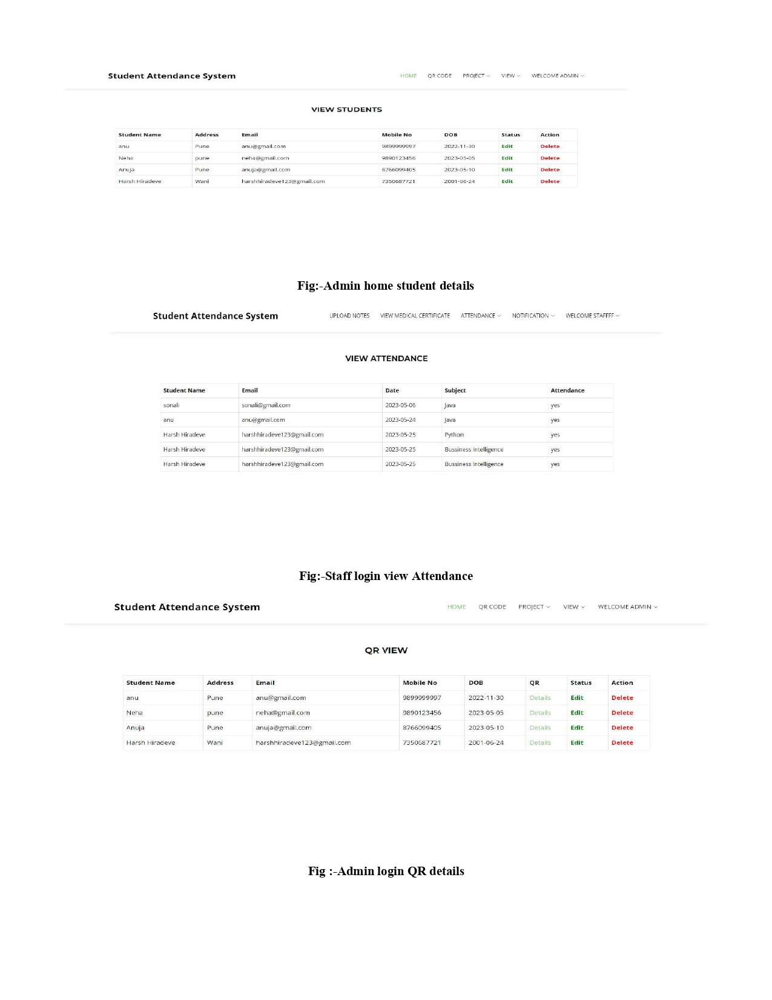 Student Attendance System HOME QR CODE PROJECT VIEW WELCOME ADMIN
VIEW STUDENTS
Student Name Address Email Mobile No DOB Status Action
anu Pune anu@gmail.com 9899999997 2022-11-30 Edit Delete
Neha pune neha@gmail.com 9890123456 2023-05-05 Edit Delete
Anuja Pune anuja@gmail.com 8766099405 2023-05-10 Edit Delete
Harsh Hiradeve Wani harshhiradeve123@gmail.com 7350687721 2001-06-24 Edit Delete
Fig:-Admin home student details
Student Attendance System UPLOAD NOTES VIEW MEDICAL CERTIFICATE ATTENDANCE NOTIFICATION WELCOME STAFFFF
VIEW ATTENDANCE
Student Name Email Date Subject Attendance
sonali sonali@gmail.com 2023-05-06 Java yes
anu anu@gmail.com 2023-05-24 Java yes
Harsh Hiradeve harshhiradeve123@gmail.com 2023-05-25 Python yes
Harsh Hiradeve harshhiradeve123@gmail.com 2023-05-25 Bussiness Intelligence yes
Harsh Hiradeve harshhiradeve123@gmail.com 2023-05-25 Bussiness Intelligence yes
Fig:-Staff login view Attendance
Student Attendance System HOME QR CODE PROJECT VIEW WELCOME ADMIN
QR VIEW
Student Name Address Email Mobile No DOB QR Status Action
anu Pune anu@gmail.com 9899999997 2022-11-30 Details Edit Delete
Neha pune neha@gmail.com 9890123456 2023-05-05 Details Edit Delete
Anuja Pune anuja@gmail.com 8766099405 2023-05-10 Details Edit Delete
Harsh Hiradeve Wani harshhiradeve123@gmail.com 7350687721 2001-06-24 Details Edit Delete
Fig :-Admin login QR details